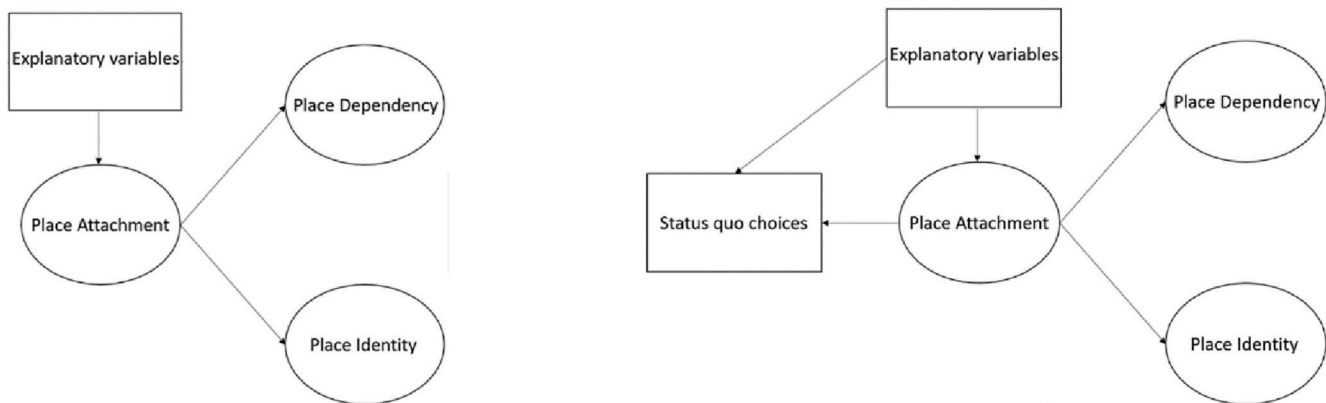 Explanatory variables
Place Dependency
Place Attachment
Place Identity
Explanatory variables
Place Dependency
Status quo choices
Place Attachment
Place Identity